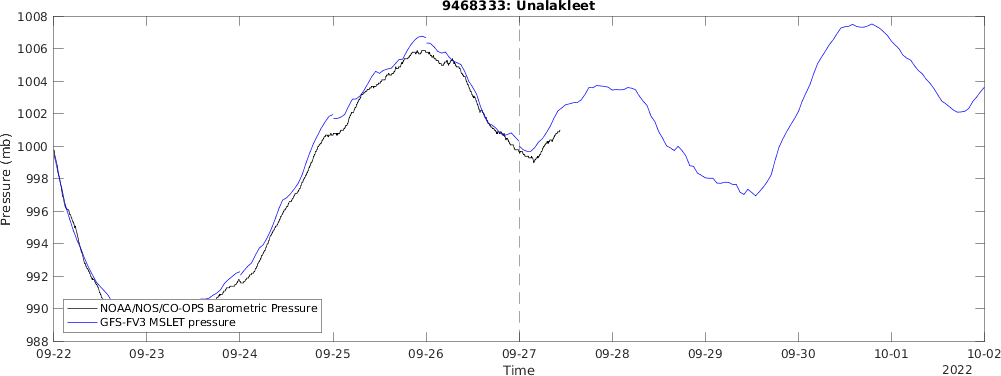 9468333: Unalakleet
1008
1006
1004
1002
1000
998
996
994
992
990
988
Pressure (mb)
NOAA/NOS/CO-OPS Barometric Pressure
GFS-FV3 MSLET pressure
09-22 09-23 09-24 09-25 09-26 09-27 09-28 09-29 09-30 10-01 10-02
Time
2022